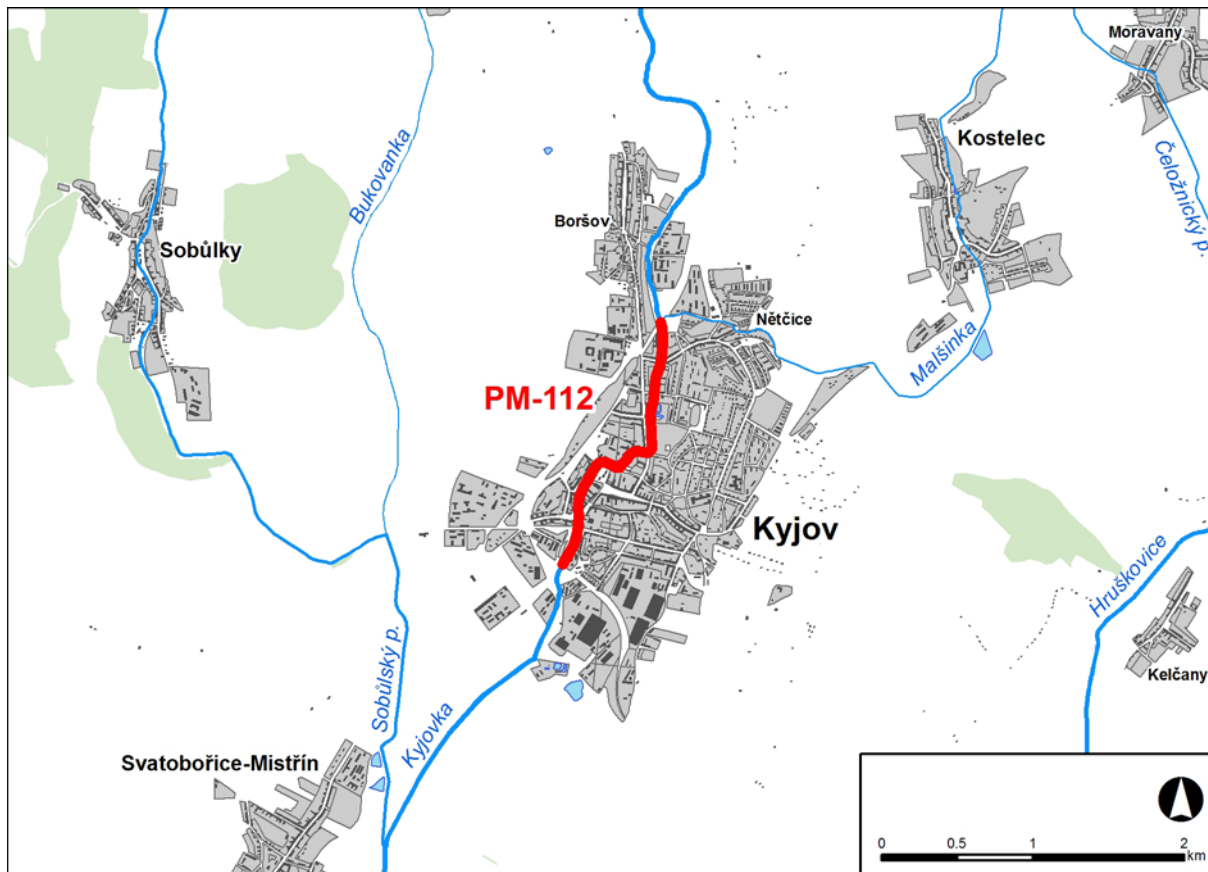 Moravany
Kostelec
Bukovanka
Čeložnický p.
Boršov
Sobůlky
Nětčice
Malšinka
PM-112
Kyjov
Hruškovice
Sobůlský p.
Kyjovka
Kelčany
Svatobořice-Mistřín
0 0.5 1 2
km